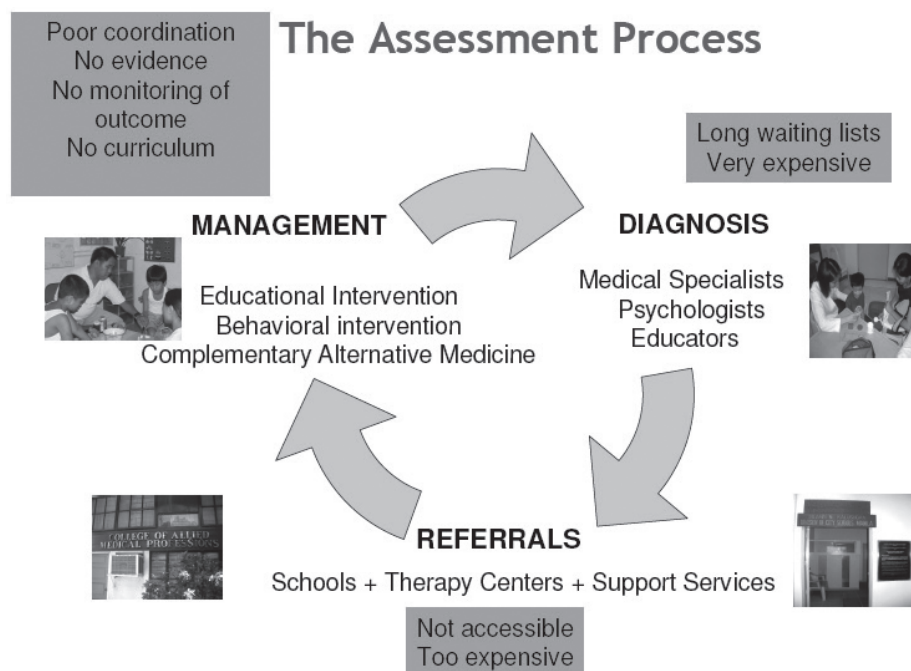 The Assessment Process
Poor coordination
No evidence
No monitoring of
outcome
No curriculum
Long waiting lists
Very expensive
MANAGEMENT
Educational Intervention
Behavioral intervention
Complementary Alternative Medicine
DIAGNOSIS
Medical Specialists
Psychologists
Educators
COLLEGE OF ALLIED
MEDICAL PROFESSIONS
REFERRALS
Schools + Therapy Centers + Support Services
Not accessible
Too expensive